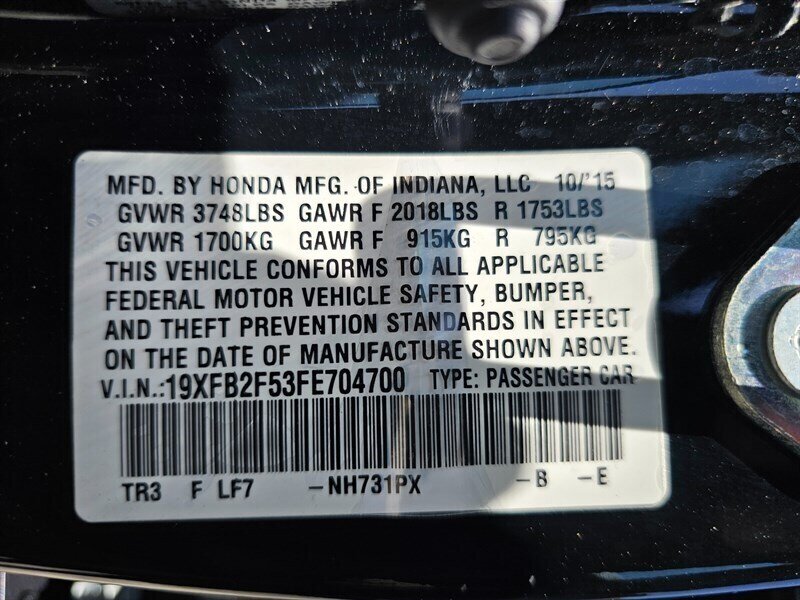 MFD. BY HONDA MFG. OF INDIANA, LLC 10/'15
GVWR 3748LBS GAWR F 2018LBS R 1753LBS
GVWR 1700KG GAWR F 915KG R 795KG
THIS VEHICLE CONFORMS TO ALL APPLICABLE
FEDERAL MOTOR VEHICLE SAFETY, BUMPER,
AND THEFT PREVENTION STANDARDS IN EFFECT
ON THE DATE OF MANUFACTURE SHOWN ABOVE.
V.I.N.:19XFB2F53FE704700 TYPE: PASSENGER CAR
TR3 F LF7 -NH731PX -B -E